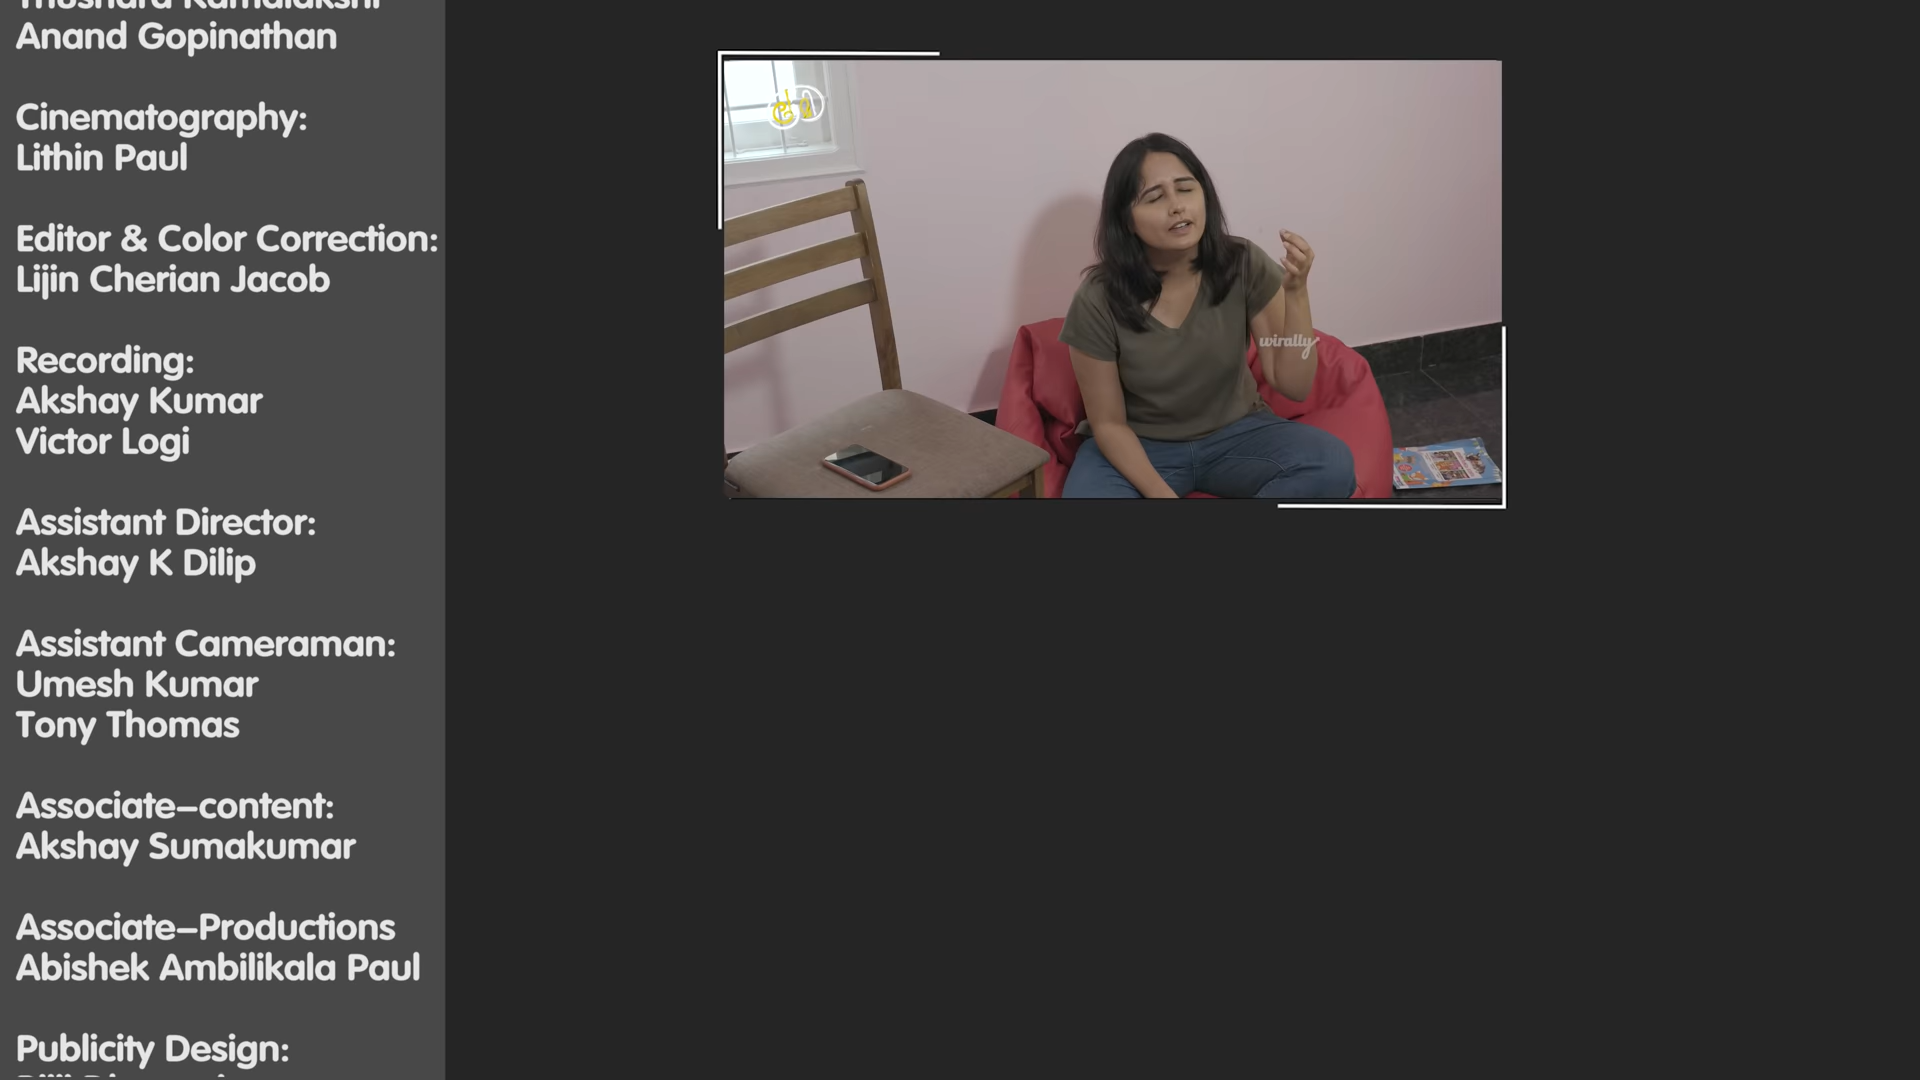 Anand Gopinathan
Cinematography:
Lithin Paul
Editor & Color Correction:
Lijin Cherian Jacob
Recording:
Akshay Kumar
Victor Logi
Assistant Director:
Akshay K Dilip
Assistant Cameraman:
Umesh Kumar
Tony Thomas
Associate–content:
Akshay Sumakumar
Associate–Productions
Abishek Ambilikala Paul
Publicity Design:
wirally